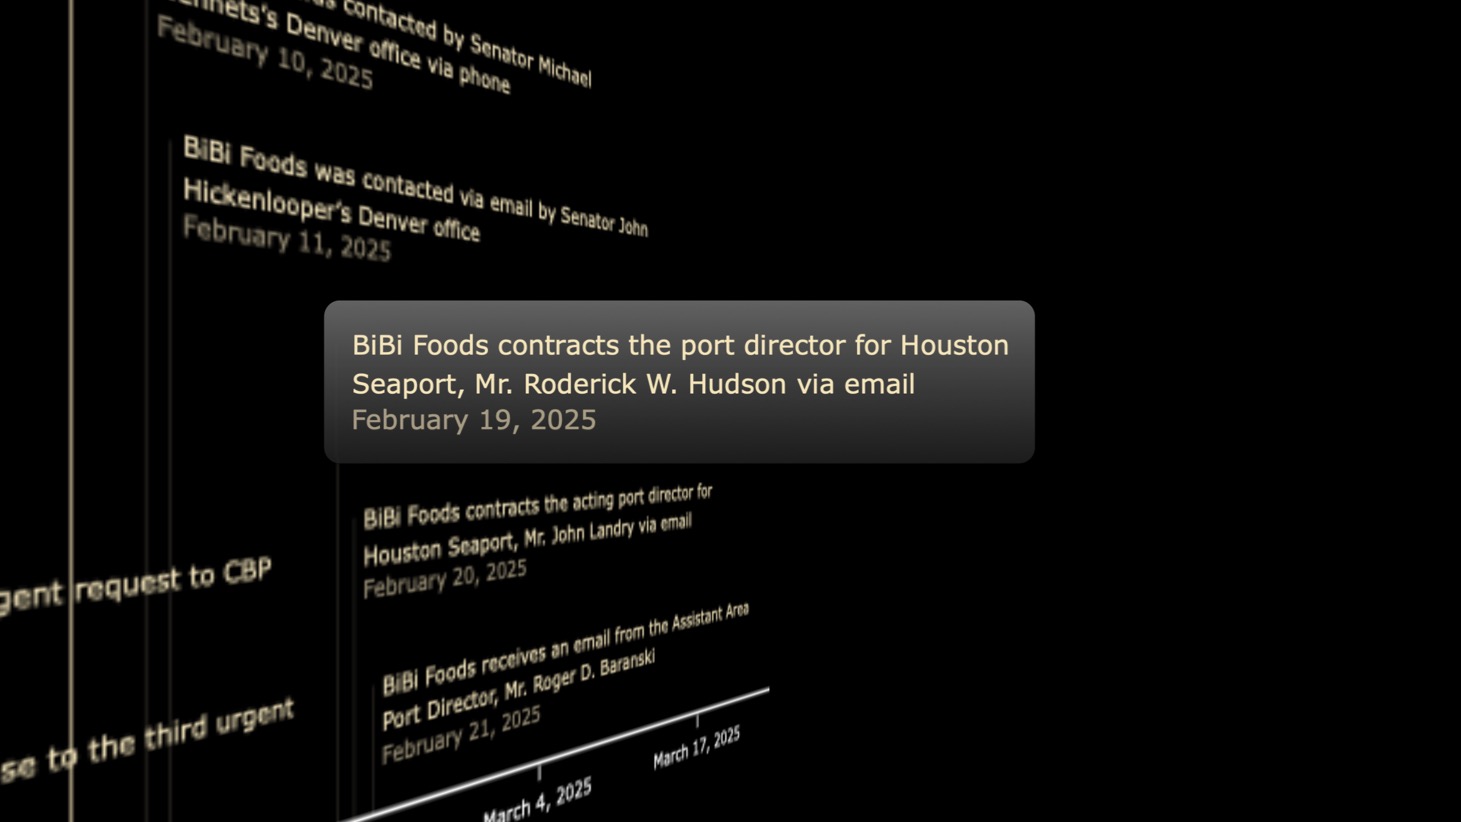 was contacted by Senator Michael
Bennets's Denver office via phone
February 10, 2025
BiBi Foods was contacted via email by Senator John
Hickenlooper's Denver office
February 11, 2025
BiBi Foods contracts the port director for Houston
Seaport, Mr. Roderick W. Hudson via email
February 19, 2025
BiBi Foods contracts the acting port director for
Houston Seaport, Mr. John Landry via email
February 20, 2025
gent request to CBP
BiBi Foods receives an email from the Assistant Area
Port Director, Mr. Roger D. Baranski
February 21, 2025
se to the third urgent
March 17, 2025
March 4, 2025